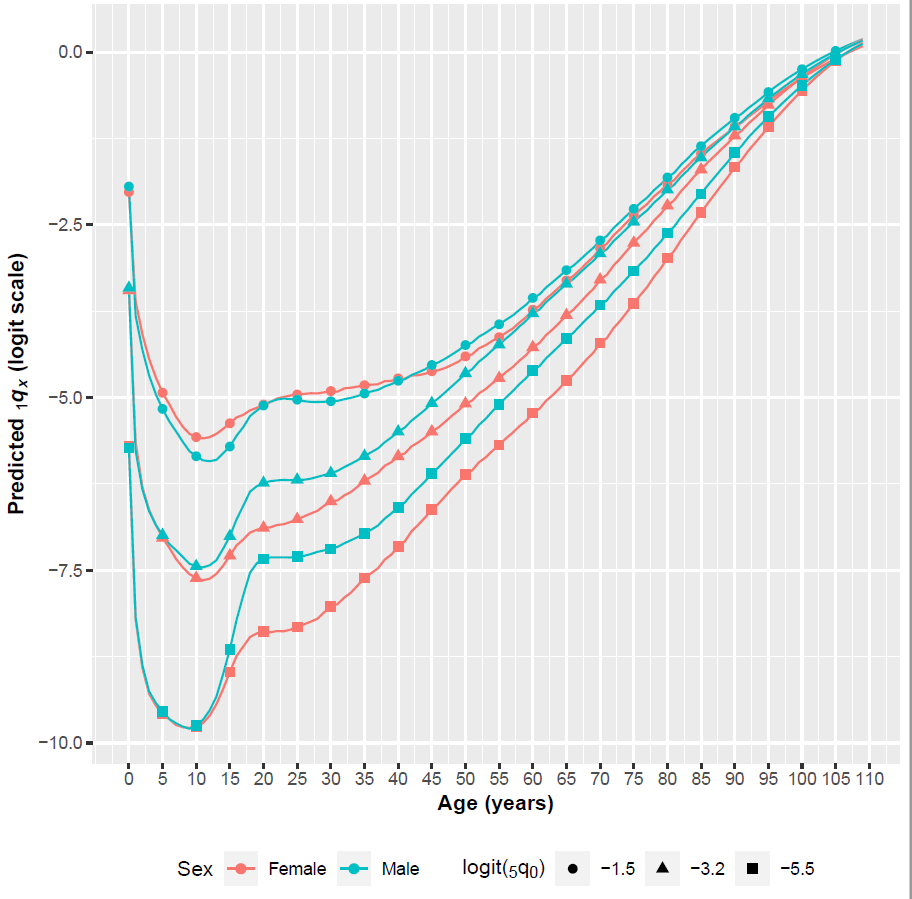 0.0
−2.5
−5.0
−7.5
−10.0
Predicted ₁qₓ (logit scale)
0 5 10 15 20 25 30 35 40 45 50 55 60 65 70 75 80 85 90 95 100 105 110
Age (years)
Sex Female Male logit(₅q₀) −1.5 −3.2 −5.5